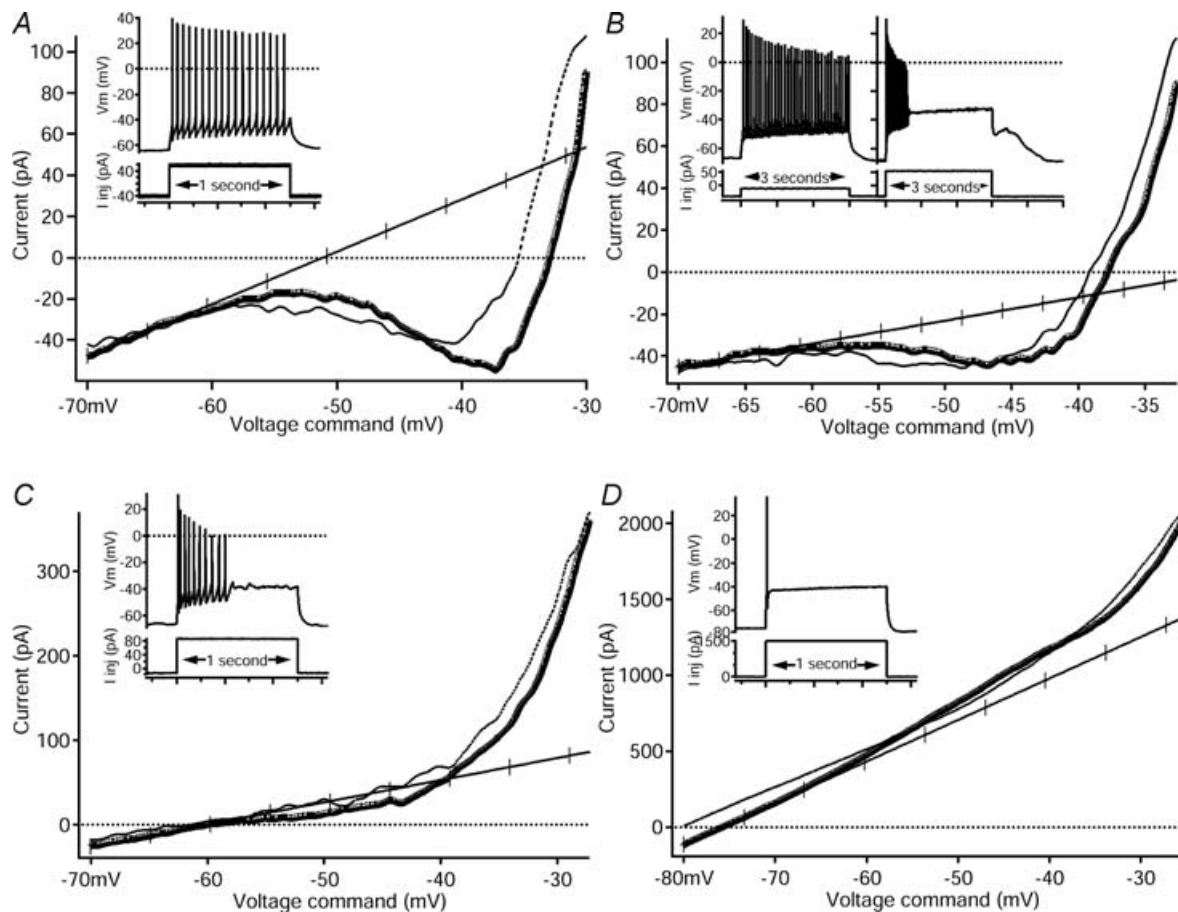 A
Vm (mV)
40
20
0
-20
-40
-60
I inj (pA)
40
-40
1 second
Current (pA)
100
80
60
40
20
0
-20
-40
-70mV -60 -50 -40 -30
Voltage command (mV)
B
Vm (mV)
20
0
-20
-40
-60
I inj (pA)
50
0
3 seconds 3 seconds
Current (pA)
100
80
60
40
20
0
-20
-40
-70mV -65 -60 -55 -50 -45 -40 -35
Voltage command (mV)
C
Vm (mV)
20
0
-20
-40
-60
I inj (pA)
80
40
0
1 second
Current (pA)
300
200
100
0
-70mV -60 -50 -40 -30
Voltage command (mV)
D
Vm (mV)
20
0
-20
-40
-60
80
I inj (pA)
500
0
1 second
Current (pA)
2000
1500
1000
500
0
-80mV -70 -60 -50 -40 -30
Voltage command (mV)